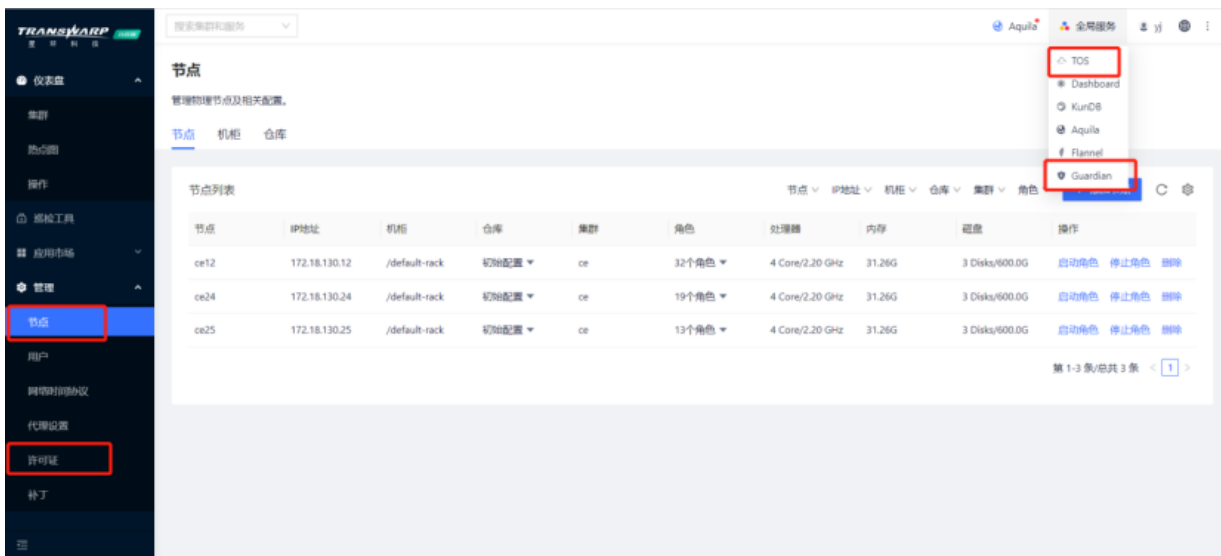 TRANSWARP
星环科技
搜索集群和服务
Aquila
全局服务
yj
TOS
Dashboard
KunDB
Aquila
Flannel
Guardian
仪表盘
集群
热点图
操作
巡检工具
应用市场
管理
节点
用户
网络时间协议
代理设置
许可证
补丁
节点
管理物理节点及相关配置。
节点 机柜 仓库
节点列表
节点 IP地址 机柜 仓库 集群 角色
节点 IP地址 机柜 仓库 集群 角色 处理器 内存 磁盘 操作
ce12 172.18.130.12 /default-rack 初始配置 ce 32个角色 4 Core/2.20 GHz 31.26G 3 Disks/600.0G 启动角色 停止角色 删除
ce24 172.18.130.24 /default-rack 初始配置 ce 19个角色 4 Core/2.20 GHz 31.26G 3 Disks/600.0G 启动角色 停止角色 删除
ce25 172.18.130.25 /default-rack 初始配置 ce 13个角色 4 Core/2.20 GHz 31.26G 3 Disks/600.0G 启动角色 停止角色 删除
第 1-3 条/总共 3 条 < 1 >